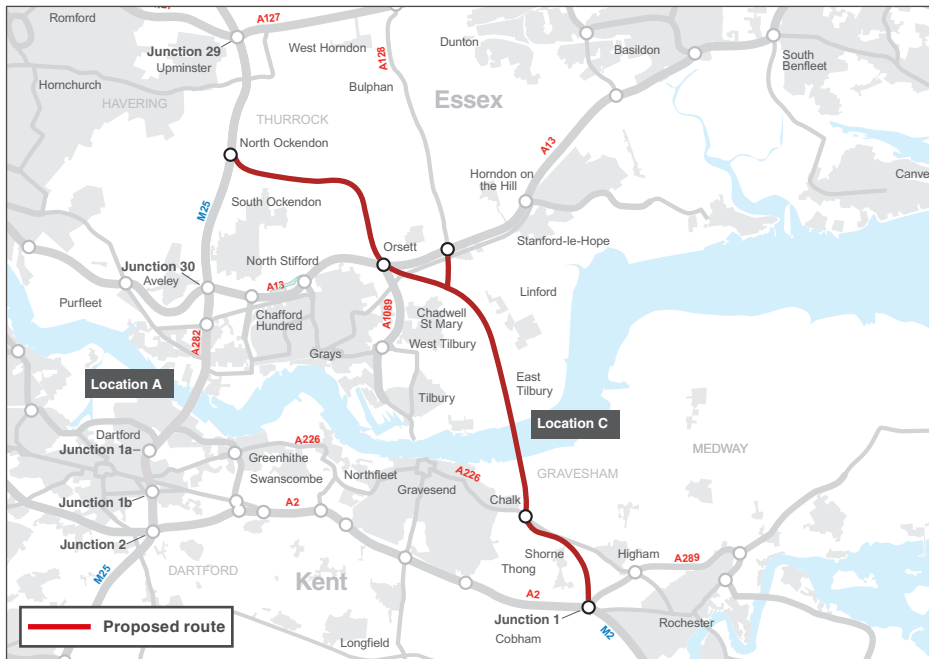 A127
Romford
Junction 29
Upminster
West Horndon
A128
Dunton
Basildon
South
Benfleet
Hornchurch
HAVERING
Bulphan
Essex
THURROCK
North Ockendon
A13
Horndon on
the Hill
M25
South Ockendon
Orsett
Stanford-le-Hope
Junction 30
Aveley
North Stifford
A13
Purfleet
Linford
Chafford
Hundred
A1089
Chadwell
St Mary
A282
Grays
West Tilbury
Location A
East
Tilbury
Tilbury
Location C
Dartford
Junction 1a
A226
Greenhithe
Swanscombe
Northfleet
A226
GRAVESHAM
MEDWAY
Junction 1b
Gravesend
A2
Chalk
Junction 2
Shorne
Thong
Higham
A289
M25
DARTFORD
Kent
A2
Junction 1
Cobham
M2
Rochester
Longfield
Proposed route